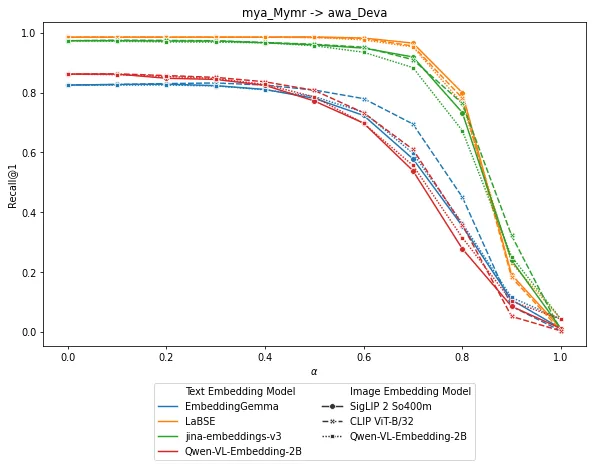 mya_Mymr -> awa_Deva
Recall@1
1.0
0.8
0.6
0.4
0.2
0.0
0.0 0.2 0.4 0.6 0.8 1.0
α
Text Embedding Model
EmbeddingGemma
LaBSE
jina-embeddings-v3
Qwen-VL-Embedding-2B
Image Embedding Model
SigLIP 2 So400m
CLIP ViT-B/32
Qwen-VL-Embedding-2B